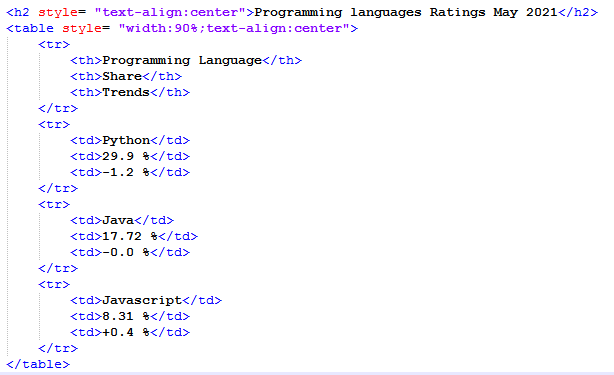 <h2 style= "text-align:center">Programming languages Ratings May 2021</h2>
<table style= "width:90%;text-align:center">
    <tr>
        <th>Programming Language</th>
        <th>Share</th>
        <th>Trends</th>
    </tr>
    <tr>
        <td>Python</td>
        <td>29.9 %</td>
        <td>-1.2 %</td>
    </tr>
    <tr>
        <td>Java</td>
        <td>17.72 %</td>
        <td>-0.0 %</td>
    </tr>
    <tr>
        <td>Javascript</td>
        <td>8.31 %</td>
        <td>+0.4 %</td>
    </tr>
</table>